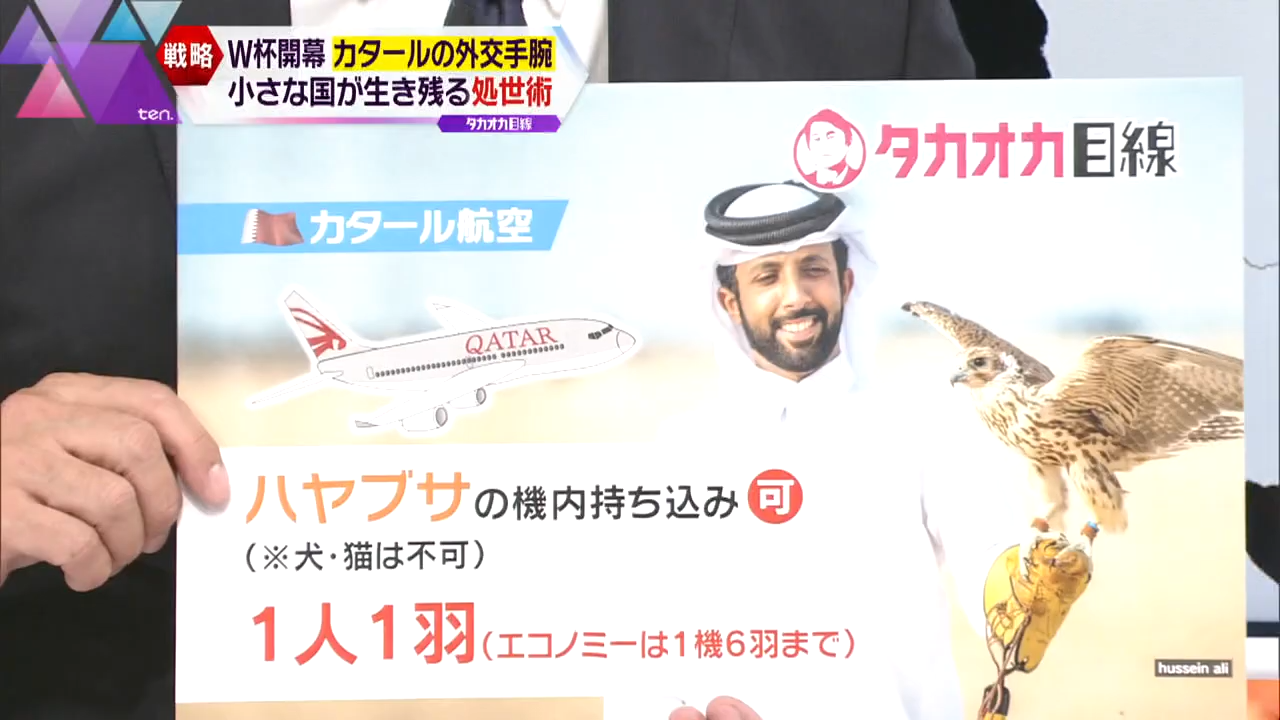 戦略
W杯開幕 カタールの外交手腕
小さな国が生き残る処世術
ten.
タカオカ目線
タカオカ目線
カタール航空
QATAR
ハヤブサの機内持ち込み 可
(※犬・猫は不可)
1人1羽(エコノミーは1機6羽まで)
hussein ali